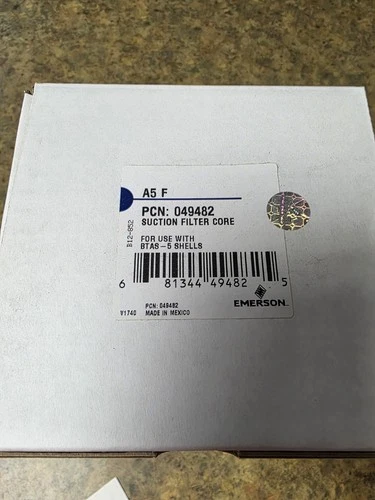 A5 F
PCN: 049482
SUCTION FILTER CORE
FOR USE WITH
BTAS-5 SHELLS
B12-852
6 81344 49482 5
EMERSON
PCN: 049482
V1740 MADE IN MEXICO